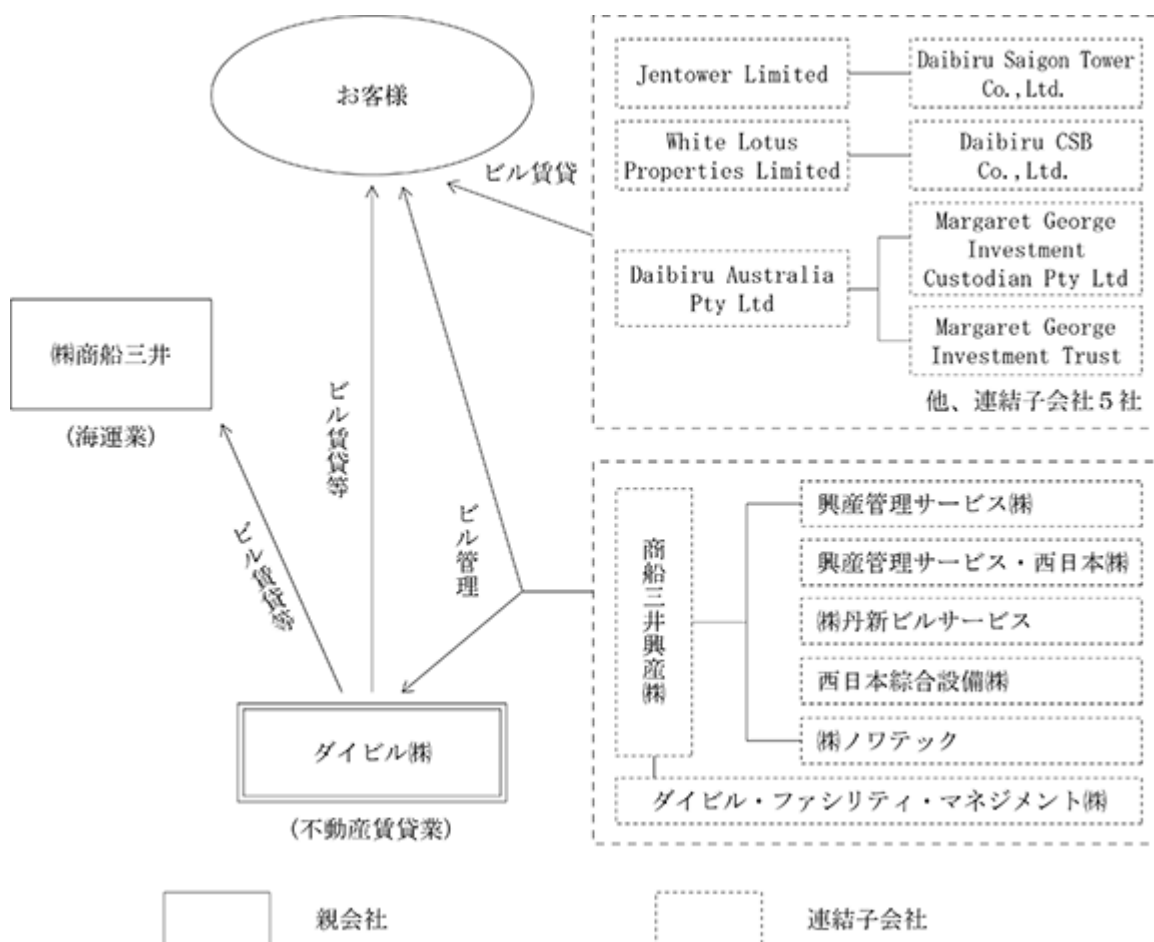 お客様
ビル賃貸
Jentower Limited
Daibiru Saigon Tower
Co.,Ltd.
White Lotus
Properties Limited
Daibiru CSB
Co.,Ltd.
Daibiru Australia
Pty Ltd
Margaret George
Investment
Custodian Pty Ltd
Margaret George
Investment Trust
他、連結子会社5社
㈱商船三井
(海運業)
ビル賃貸等
ビル賃貸等
ビル管理
ダイビル㈱
(不動産賃貸業)
商船三井興産㈱
興産管理サービス㈱
興産管理サービス・西日本㈱
㈱丹新ビルサービス
西日本綜合設備㈱
㈱ノワテック
ダイビル・ファシリティ・マネジメント㈱
親会社
連結子会社